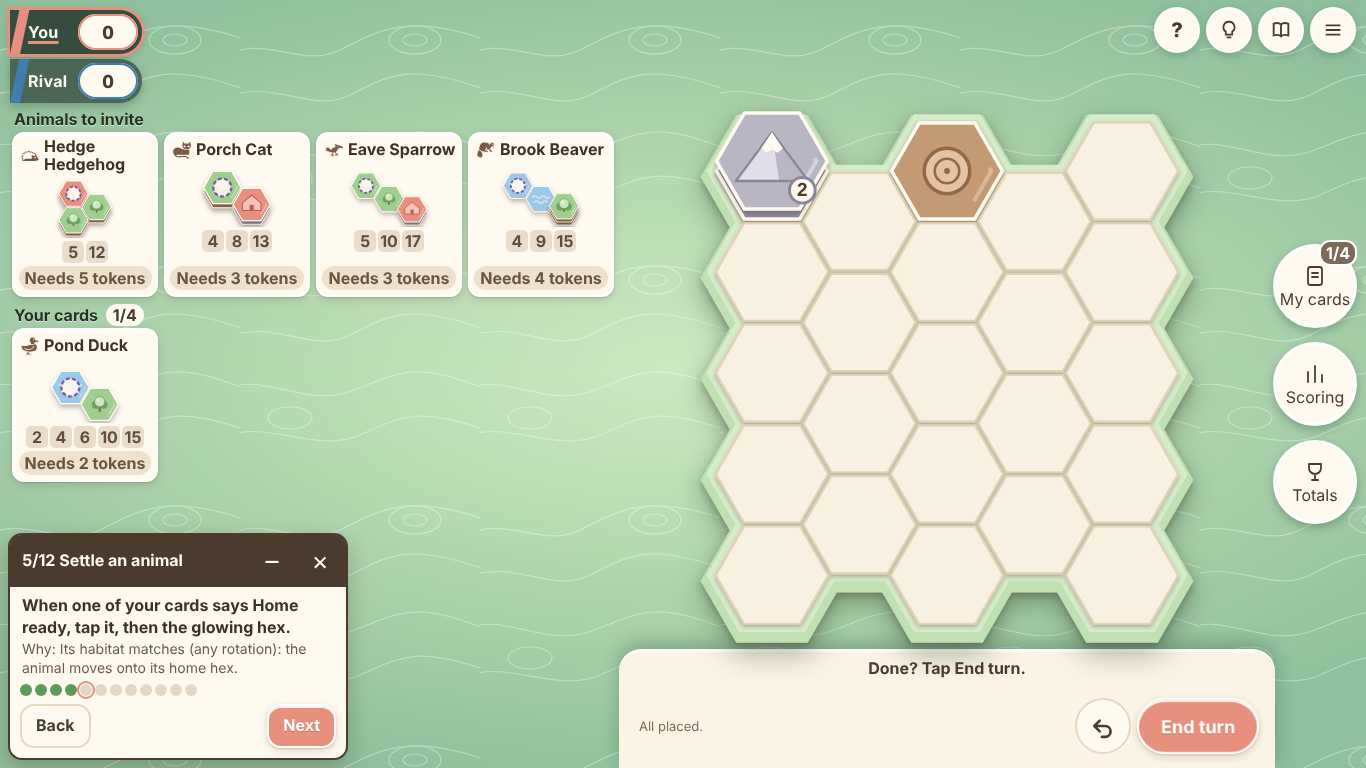 You 0
Rival 0
?
Animals to invite
Hedge
Hedgehog
5 12
Needs 5 tokens
Porch Cat
4 8 13
Needs 3 tokens
Eave Sparrow
5 10 17
Needs 3 tokens
Brook Beaver
4 9 15
Needs 4 tokens
Your cards 1/4
Pond Duck
2 4 6 10 15
Needs 2 tokens
2
1/4
My cards
Scoring
Totals
5/12 Settle an animal
When one of your cards says Home
ready, tap it, then the glowing hex.
Why: Its habitat matches (any rotation): the
animal moves onto its home hex.
Back
Next
Done? Tap End turn.
All placed.
End turn